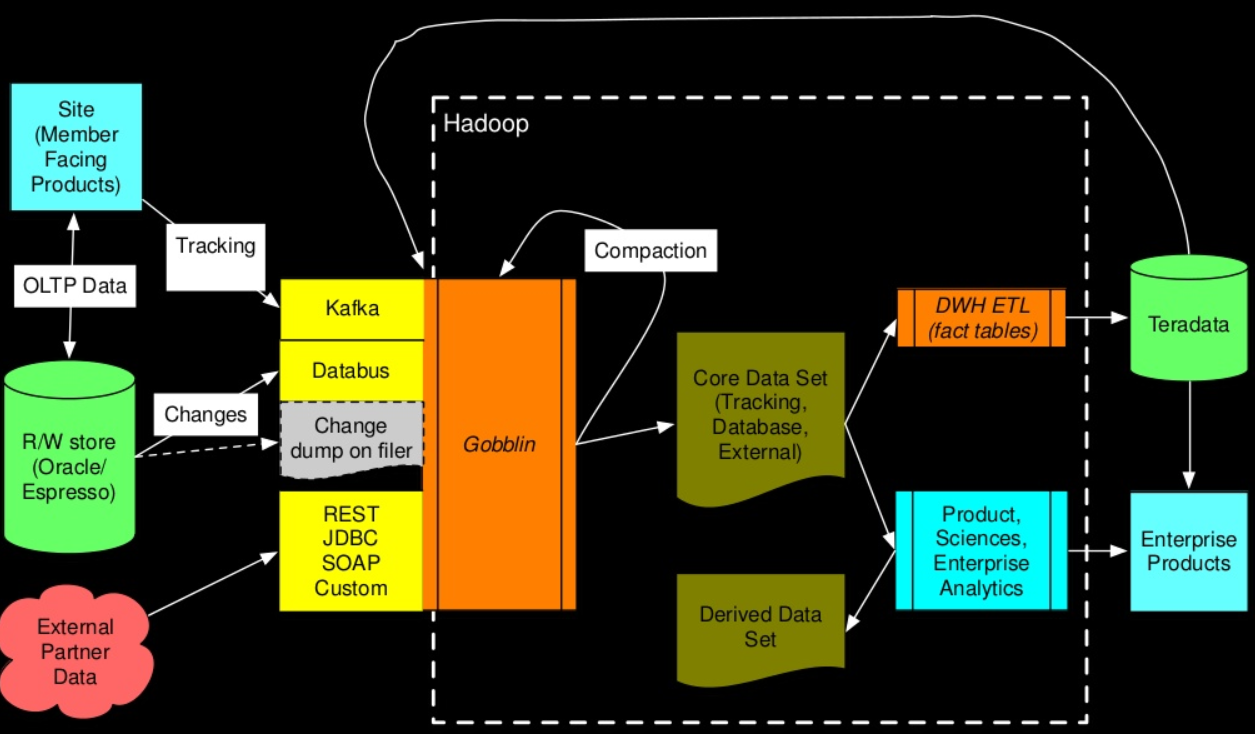 Hadoop
Site
(Member
Facing
Products)
Tracking
OLTP Data
Compaction
Kafka
Databus
Change
dump on filer
Changes
R/W store
(Oracle/
Espresso)
Gobblin
REST
JDBC
SOAP
Custom
External
Partner
Data
Core Data Set
(Tracking,
Database,
External)
Derived Data
Set
DWH ETL
(fact tables)
Product,
Sciences,
Enterprise
Analytics
Teradata
Enterprise
Products